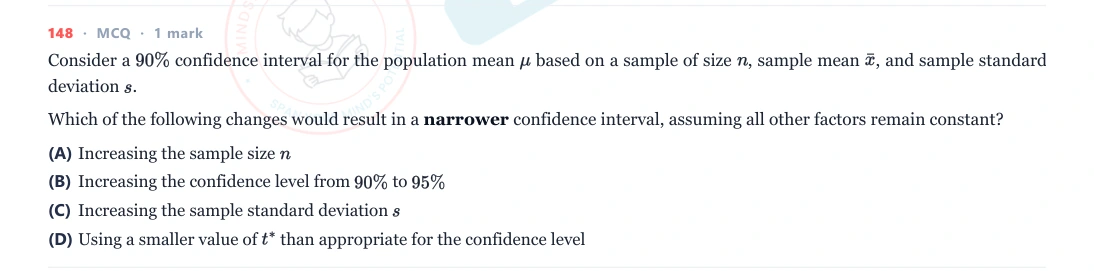 148 · MCQ · 1 mark
Consider a 90% confidence interval for the population mean μ based on a sample of size n, sample mean x̄, and sample standard
deviation s.
Which of the following changes would result in a narrower confidence interval, assuming all other factors remain constant?
(A) Increasing the sample size n
(B) Increasing the confidence level from 90% to 95%
(C) Increasing the sample standard deviation s
(D) Using a smaller value of t* than appropriate for the confidence level